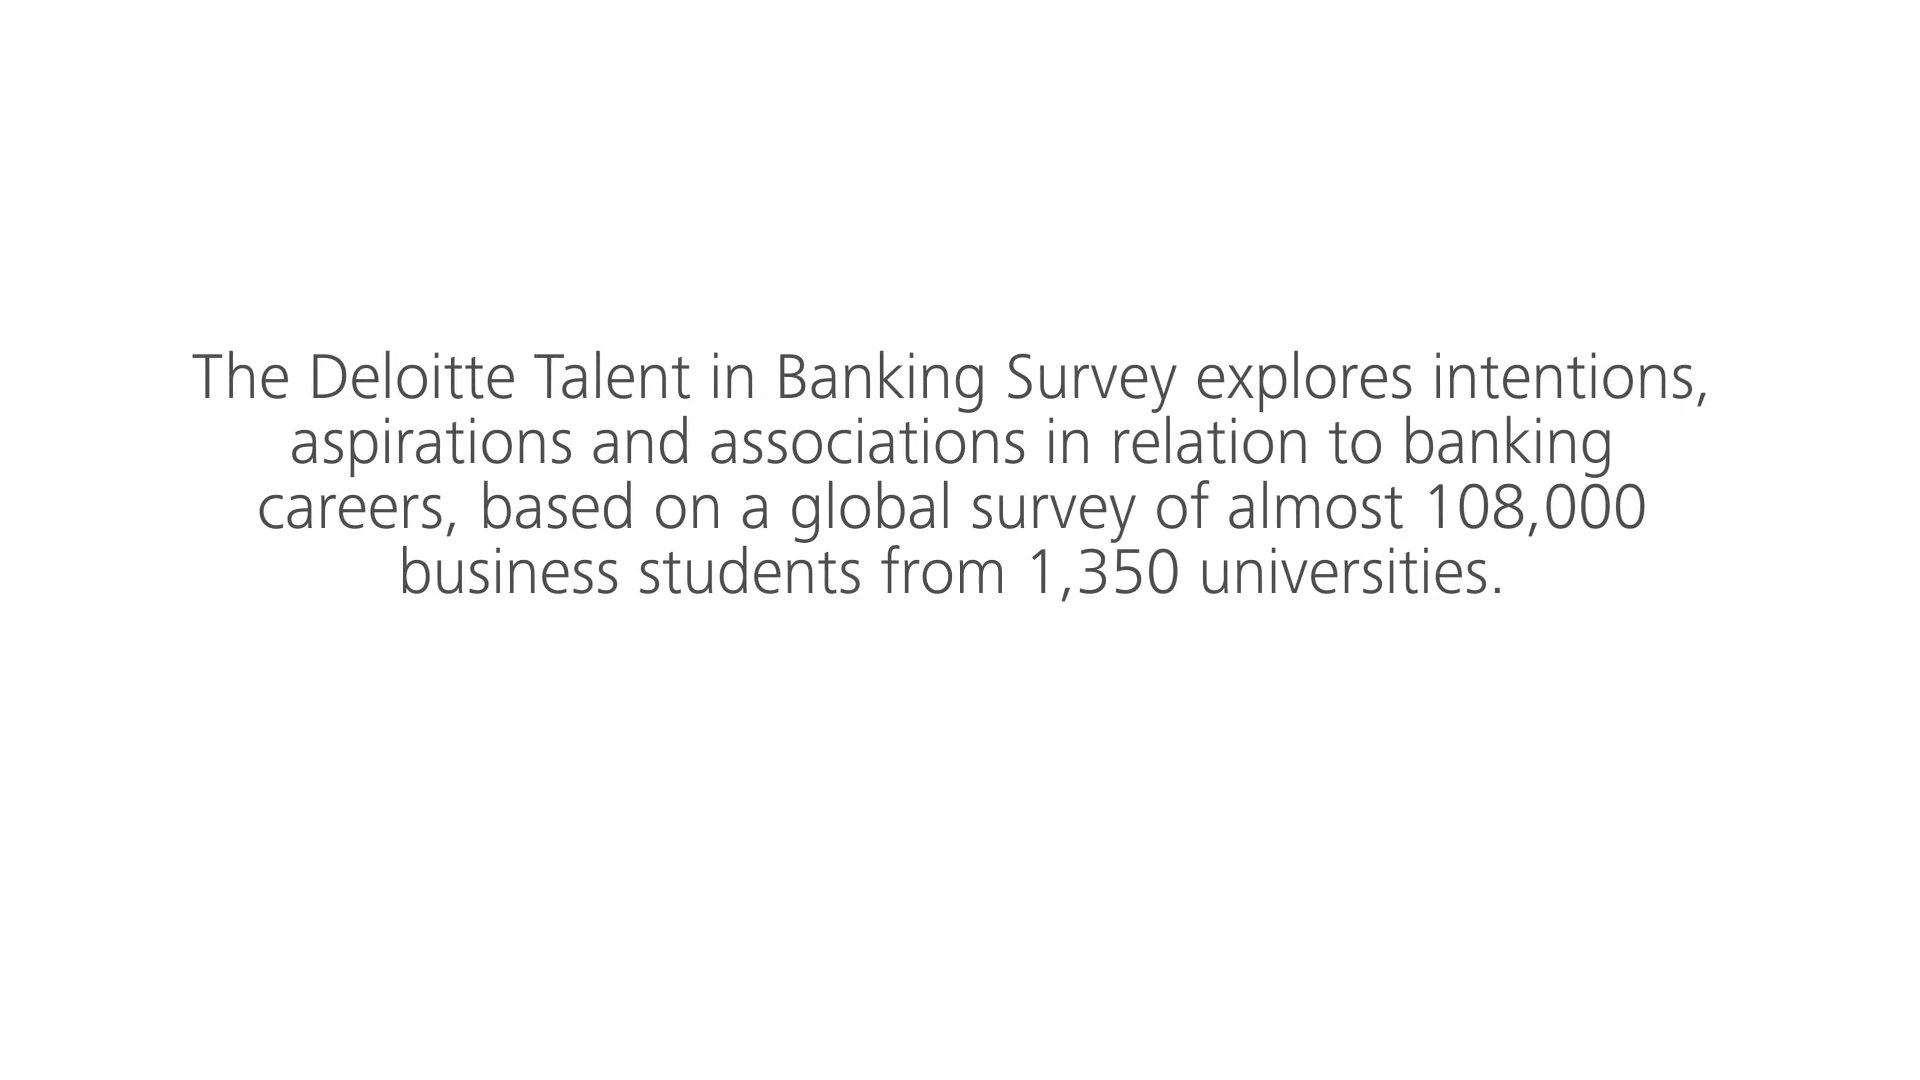 The Deloitte Talent in Banking Survey explores intentions,
aspirations and associations in relation to banking
careers, based on a global survey of almost 108,000
business students from 1,350 universities.